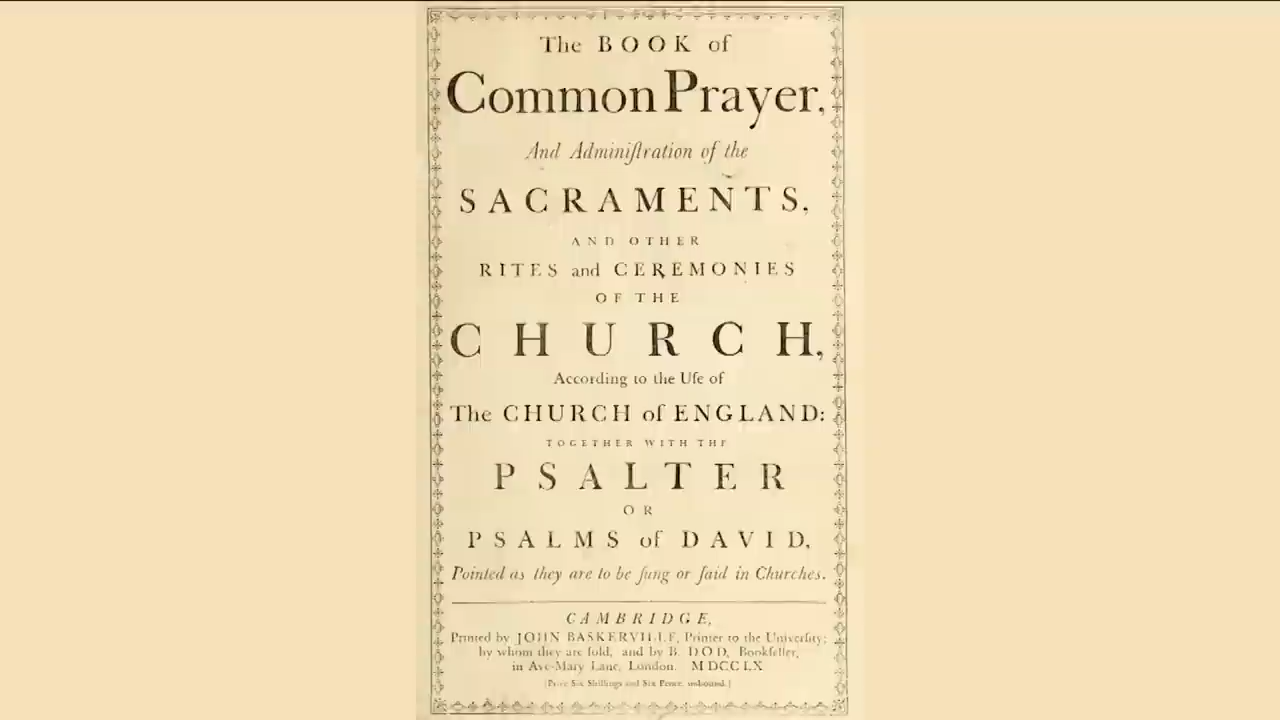 The BOOK of
Common Prayer,
And Adminiſtration of the
SACRAMENTS,
AND OTHER
RITES and CEREMONIES
OF THE
CHURCH,
According to the Uſe of
The CHURCH of ENGLAND:
TOGETHER WITH THE
PSALTER
OR
PSALMS of DAVID,
Pointed as they are to be ſung or ſaid in Churches.
CAMBRIDGE,
Printed by JOHN BASKERVILLE, Printer to the Univerſity;
by whom they are ſold, and by B. DOD, Bookſeller,
in Ave-Mary Lane, London. MDCCLX
[Price Six Shillings and Six Pence, unbound.]